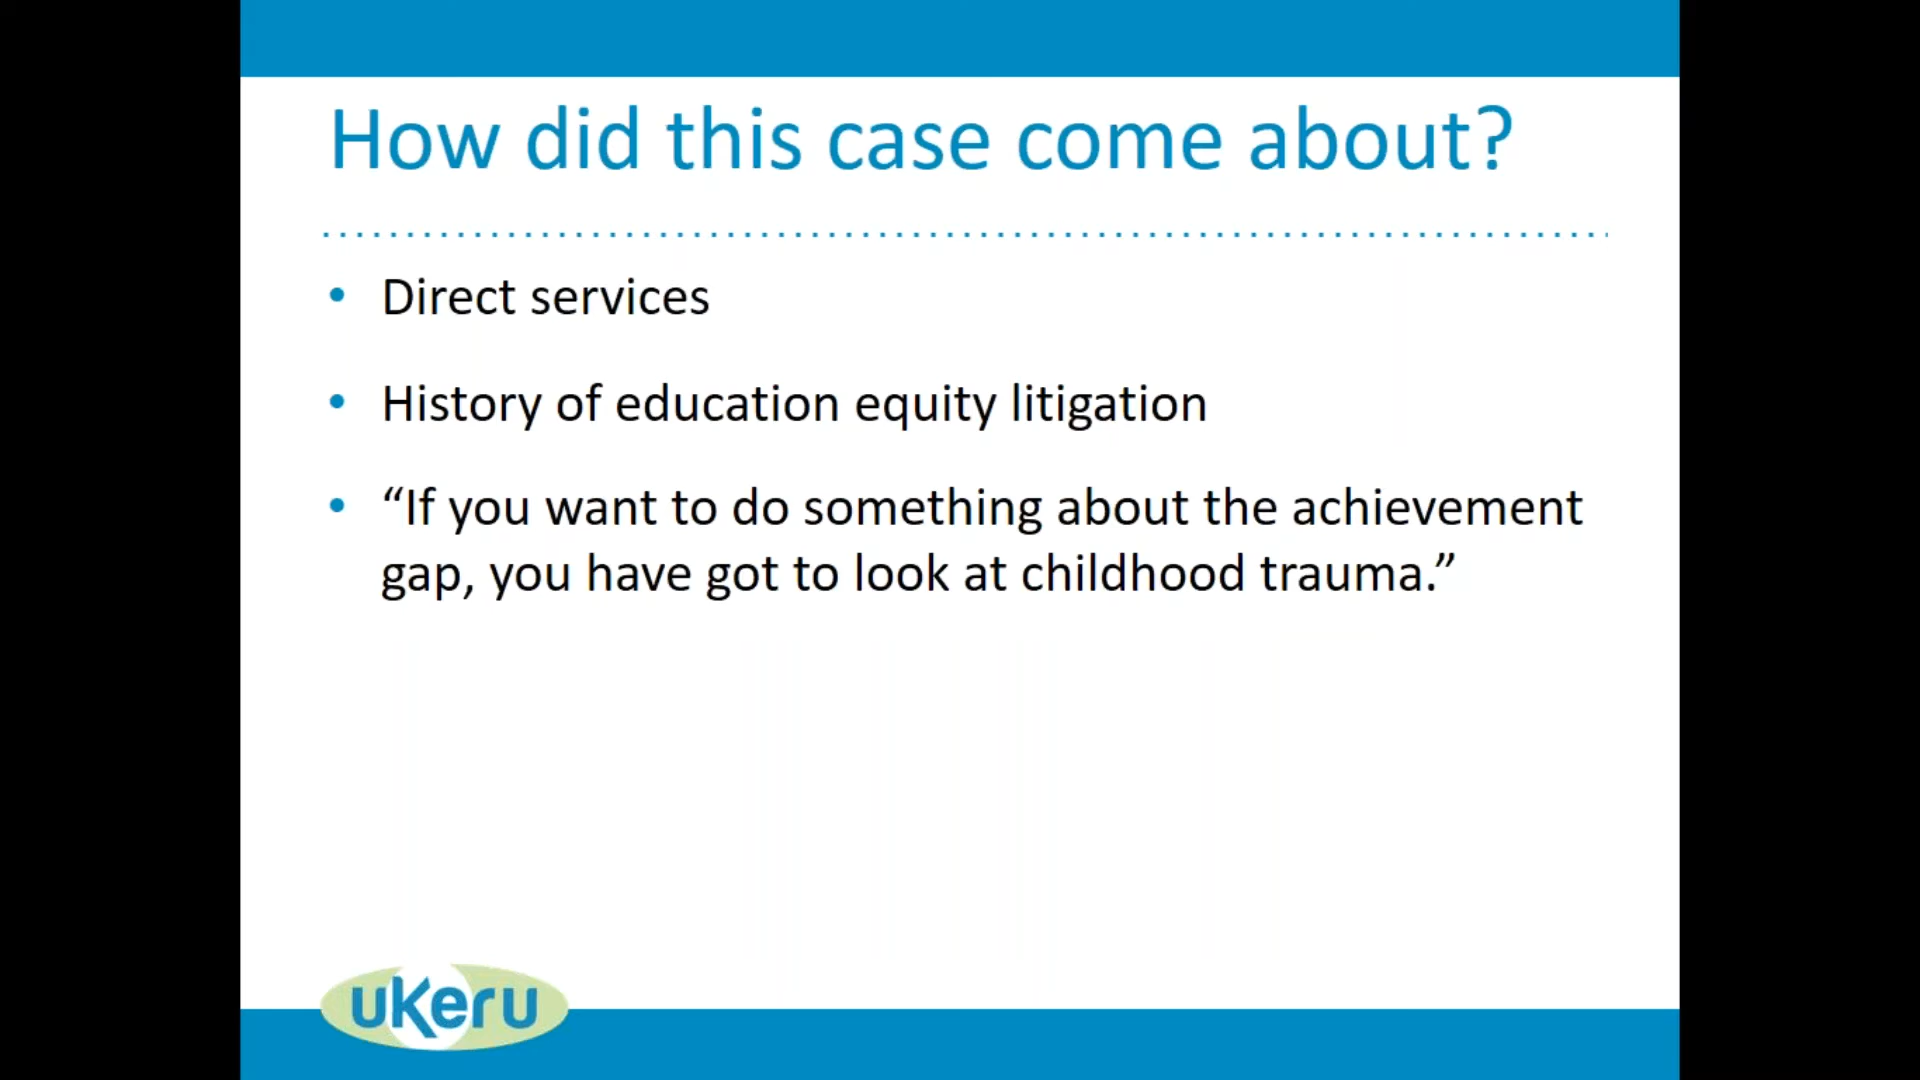 How did this case come about?
• Direct services
• History of education equity litigation
• “If you want to do something about the achievement
gap, you have got to look at childhood trauma.”
uKeru